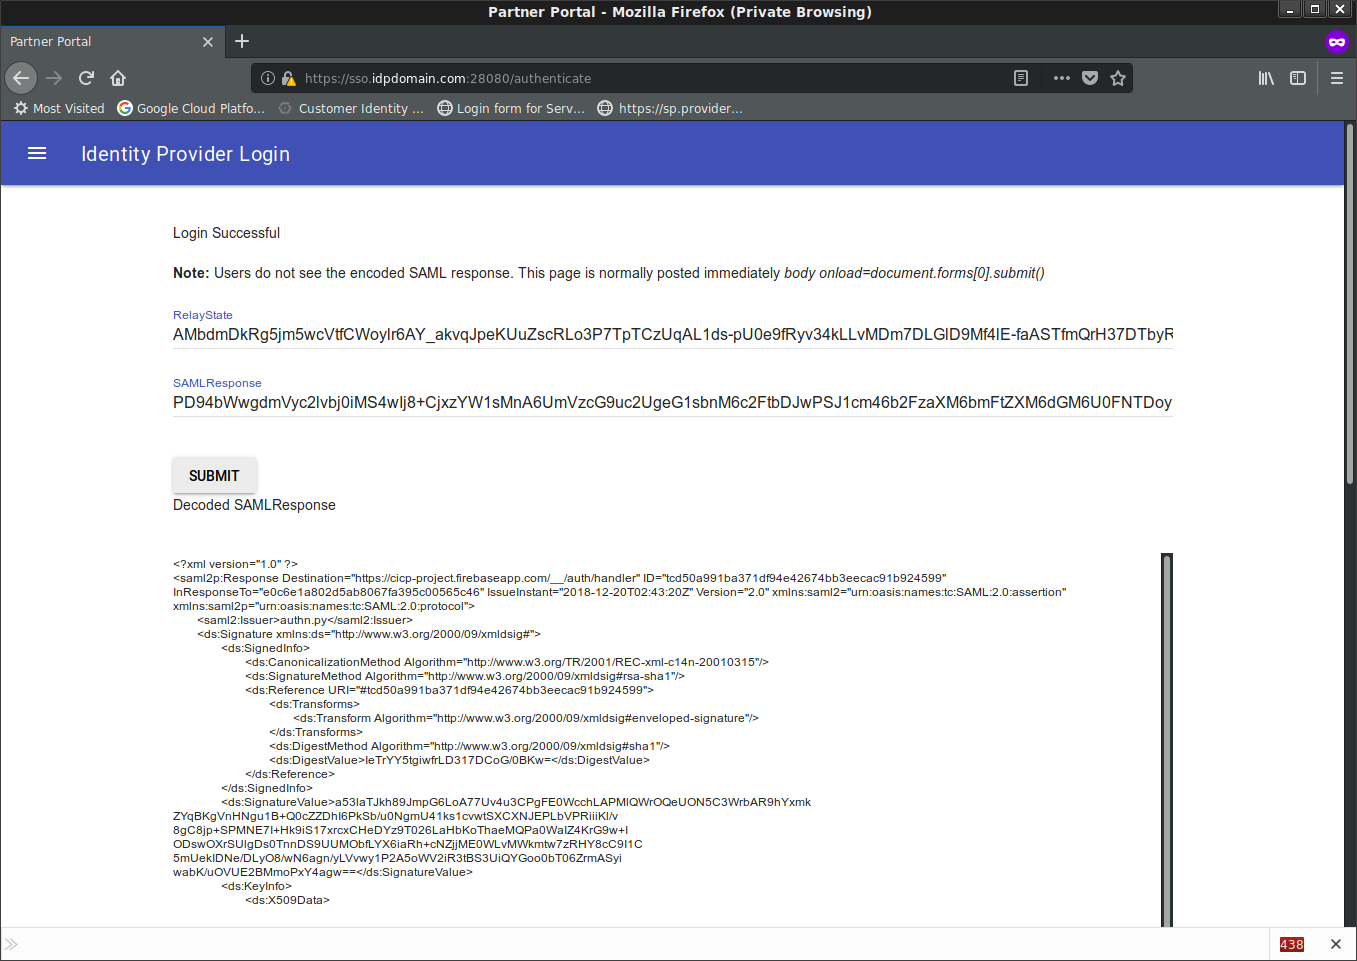 Partner Portal - Mozilla Firefox (Private Browsing)
Partner Portal
https://sso.idpdomain.com:28080/authenticate
Most Visited Google Cloud Platfo... Customer Identity ... Login form for Serv... https://sp.provider...
Identity Provider Login
Login Successful
Note: Users do not see the encoded SAML response. This page is normally posted immediately body onload=document.forms[0].submit()
RelayState
AMbdmDkRg5jm5wcVtfCWoylr6AY_akvqJpeKUuZscRLo3P7TpTCzUqAL1ds-pU0e9fRyv34kLLvMDm7DLGlD9Mf4lE-faASTfmQrH37DTbyR
SAMLResponse
PD94bWwgdmVyc2lvbj0iMS4wIj8+CjxzYW1sMnA6UmVzcG9uc2UgeG1sbnM6c2FtbDJwPSJ1cm46b2FzaXM6bmFtZXM6dGM6U0FNTDoy
SUBMIT
Decoded SAMLResponse
<?xml version="1.0" ?>
<saml2p:Response Destination="https://cicp-project.firebaseapp.com/__/auth/handler" ID="tcd50a991ba371df94e42674bb3eecac91b924599"
InResponseTo="e0c6e1a802d5ab8067fa395c00565c46" IssueInstant="2018-12-20T02:43:20Z" Version="2.0" xmlns:saml2="urn:oasis:names:tc:SAML:2.0:assertion"
xmlns:saml2p="urn:oasis:names:tc:SAML:2.0:protocol">
<saml2:Issuer>authn.py</saml2:Issuer>
<ds:Signature xmlns:ds="http://www.w3.org/2000/09/xmldsig#">
<ds:SignedInfo>
<ds:CanonicalizationMethod Algorithm="http://www.w3.org/TR/2001/REC-xml-c14n-20010315"/>
<ds:SignatureMethod Algorithm="http://www.w3.org/2000/09/xmldsig#rsa-sha1"/>
<ds:Reference URI="#tcd50a991ba371df94e42674bb3eecac91b924599">
<ds:Transforms>
<ds:Transform Algorithm="http://www.w3.org/2000/09/xmldsig#enveloped-signature"/>
</ds:Transforms>
<ds:DigestMethod Algorithm="http://www.w3.org/2000/09/xmldsig#sha1"/>
<ds:DigestValue>IeTrYY5tgiwfrLD317DCoG/0BKw=</ds:DigestValue>
</ds:Reference>
</ds:SignedInfo>
<ds:SignatureValue>a53laTJkh89JmpG6LoA77Uv4u3CPgFE0WcchLAPMlQWrOQeUON5C3WrbAR9hYxmk
ZYqBKgVnHNgu1B+Q0cZZDhI6PkSb/u0NgmU41ks1cvwtSXCXNJEPLbVPRiiiKl/v
8gC8jp+SPMNE7I+Hk9iS17xrcxCHeDYz9T026LaHbKoThaeMQPa0WaIZ4KrG9w+I
ODswOXrSUlgDs0TnnDS9UUMObfLYX6iaRh+cNZjjME0WLvMWkmtw7zRHY8cC9I1C
5mUekIDNe/DLyO8/wN6agn/yLVvwy1P2A5oWV2iR3tBS3UiQYGoo0bT06ZrmASyi
wabK/uOVUE2BMmoPxY4agw==</ds:SignatureValue>
<ds:KeyInfo>
<ds:X509Data>
438